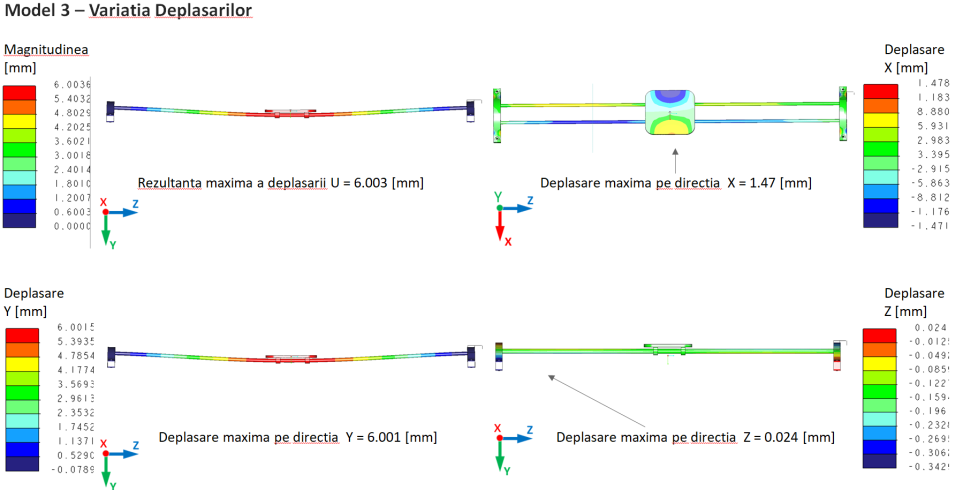 Model 3 – Variatia Deplasarilor
Magnitudinea
[mm]
6.0036
5.4032
4.8029
4.2025
3.6021
3.0018
2.4014
1.8010
1.2007
0.6003
0.0000
Rezultanta maxima a deplasarii U = 6.003 [mm]
X
Z
Y
Deplasare
X [mm]
1.478
1.183
8.880
5.931
2.983
3.395
-2.915
-5.863
-8.812
-1.176
-1.471
Deplasare maxima pe directia X = 1.47 [mm]
Y
Z
X
Deplasare
Y [mm]
6.0015
5.3935
4.7854
4.1774
3.5693
2.9613
2.3532
1.7452
1.1371
0.5290
-0.0789
Deplasare maxima pe directia Y = 6.001 [mm]
X
Z
Y
Deplasare
Z [mm]
0.024
-0.0125
-0.0492
-0.0859
-0.1227
-0.1594
-0.196
-0.2328
-0.2695
-0.3062
-0.3429
Deplasare maxima pe directia Z = 0.024 [mm]
X
Z
Y